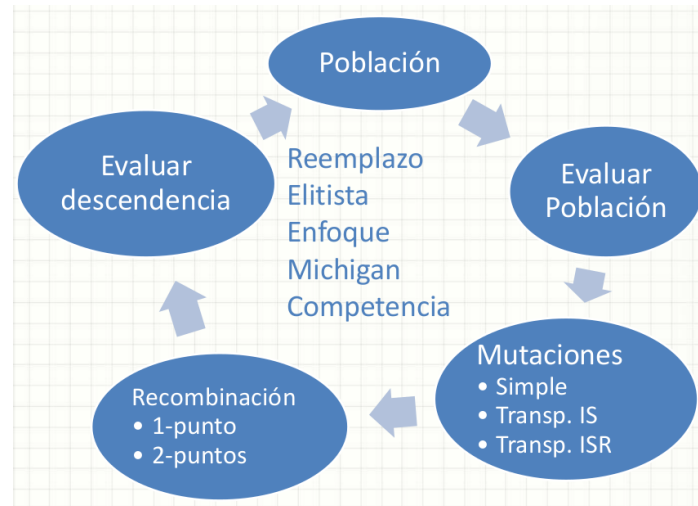 Población
Evaluar
Población
Mutaciones
• Simple
• Transp. IS
• Transp. ISR
Recombinación
• 1-punto
• 2-puntos
Evaluar
descendencia
Reemplazo
Elitista
Enfoque
Michigan
Competencia